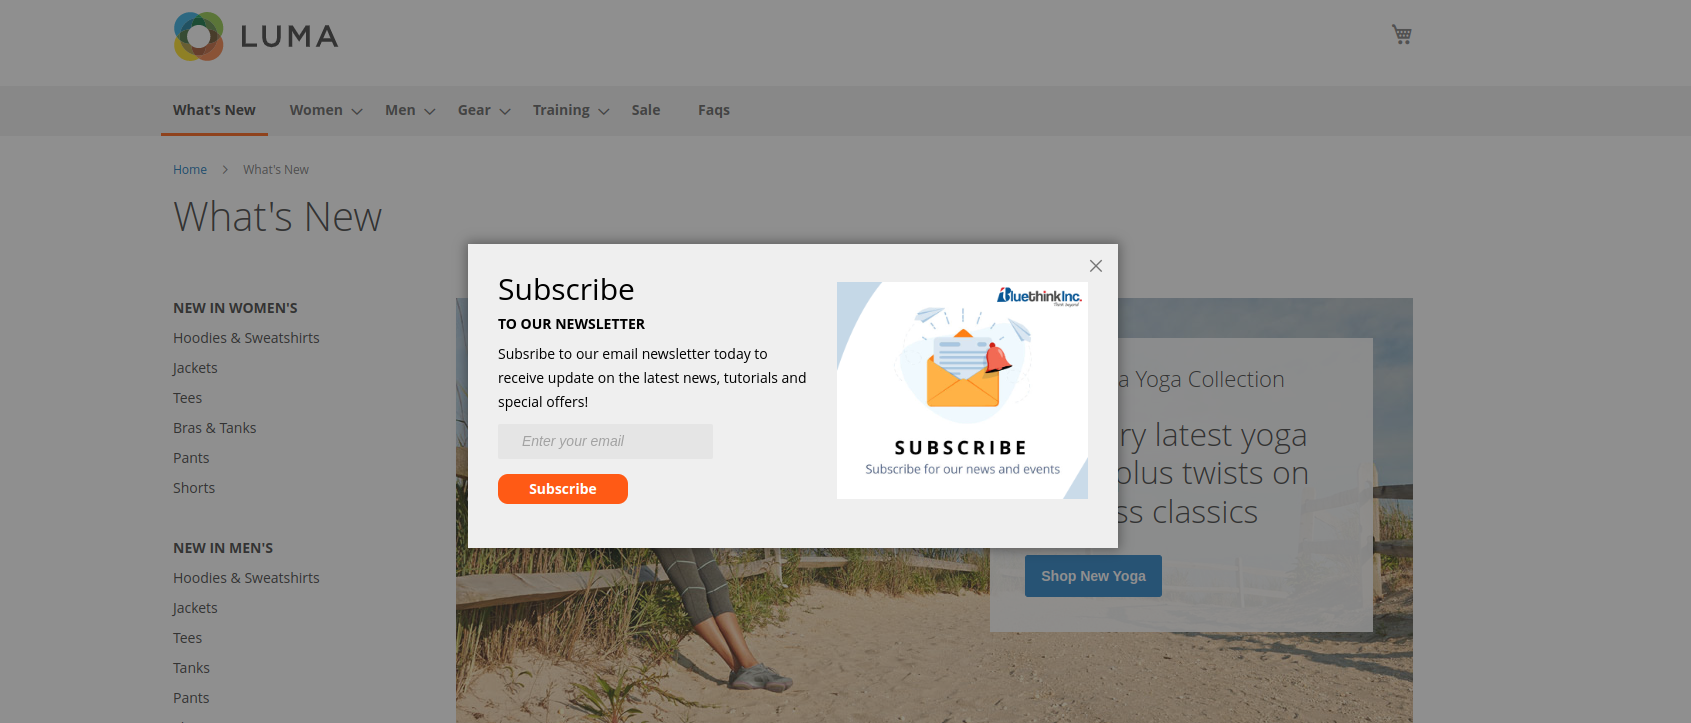 LUMA
What's New Women Men Gear Training Sale Faqs
Home What's New
What's New
NEW IN WOMEN'S
Hoodies & Sweatshirts
Jackets
Tees
Bras & Tanks
Pants
Shorts
NEW IN MEN'S
Hoodies & Sweatshirts
Jackets
Tees
Tanks
Pants
Subscribe
TO OUR NEWSLETTER
Subsribe to our email newsletter today to
receive update on the latest news, tutorials and
special offers!
Enter your email
Subscribe
BluethinkInc.
Think beyond
SUBSCRIBE
Subscribe for our news and events
a Yoga Collection
ry latest yoga
plus twists on
ss classics
Shop New Yoga